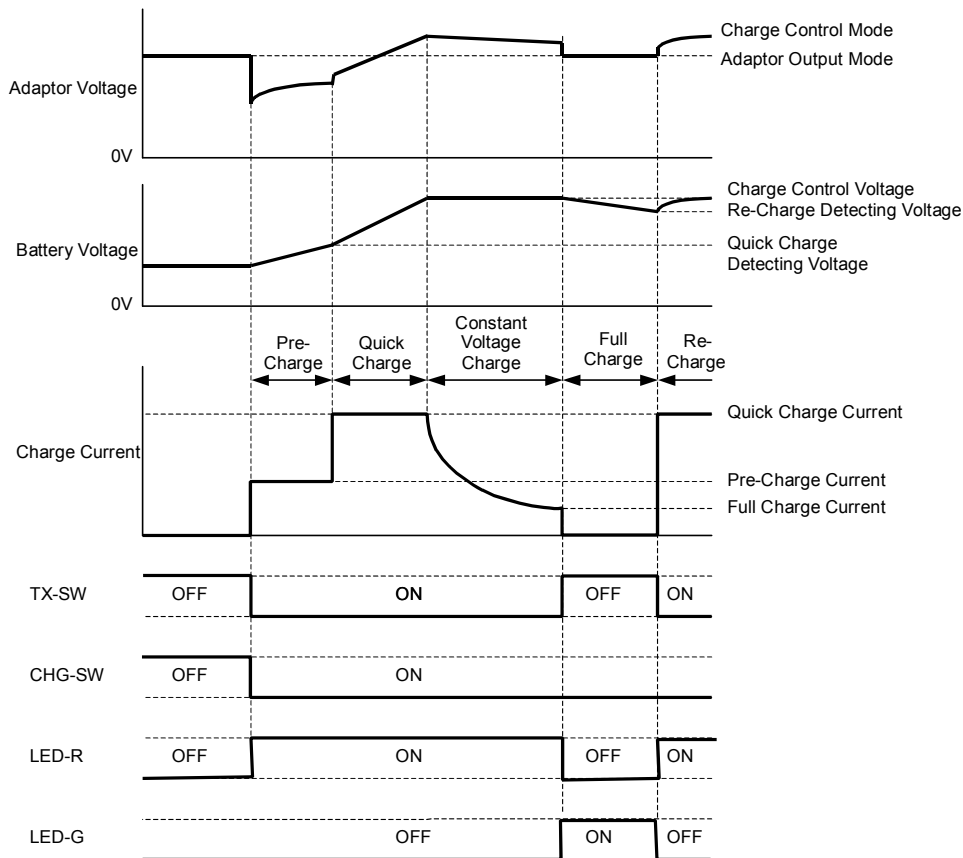 Charge Control Mode
Adaptor Output Mode
Adaptor Voltage
0V
Charge Control Voltage
Re-Charge Detecting Voltage
Battery Voltage
Quick Charge
Detecting Voltage
0V
Pre-
Charge
Quick
Charge
Constant
Voltage
Charge
Full
Charge
Re-
Charge
Quick Charge Current
Charge Current
Pre-Charge Current
Full Charge Current
TX-SW OFF ON OFF ON
CHG-SW OFF ON
LED-R OFF ON OFF ON
LED-G OFF ON OFF